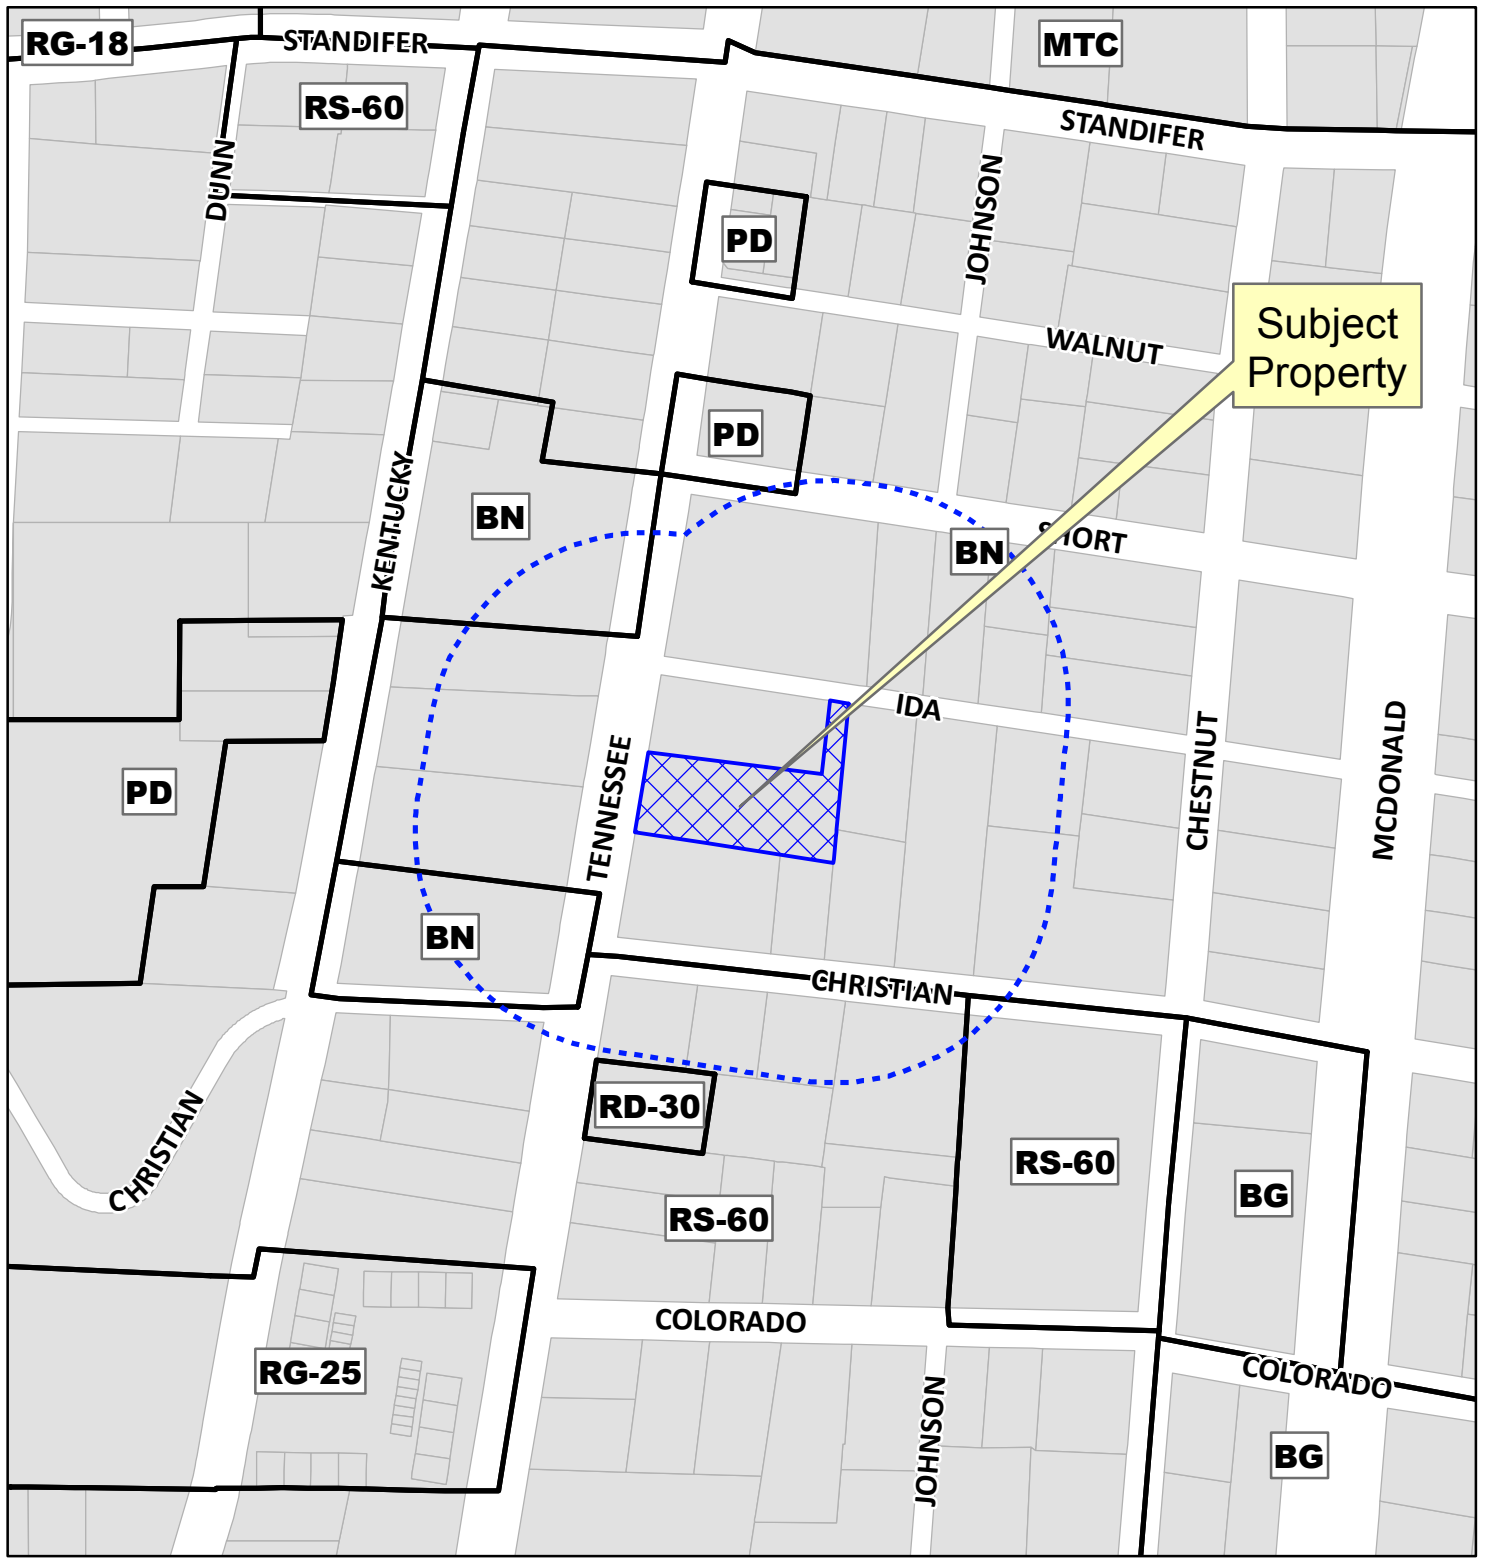 RG-18
STANDIFER
MTC
RS-60
STANDIFER
DUNN
JOHNSON
PD
Subject
Property
WALNUT
PD
KENTUCKY
BN
BN
SHORT
IDA
TENNESSEE
CHESTNUT
MCDONALD
PD
BN
CHRISTIAN
CHRISTIAN
RD-30
RS-60
RS-60
BG
COLORADO
RG-25
COLORADO
JOHNSON
BG